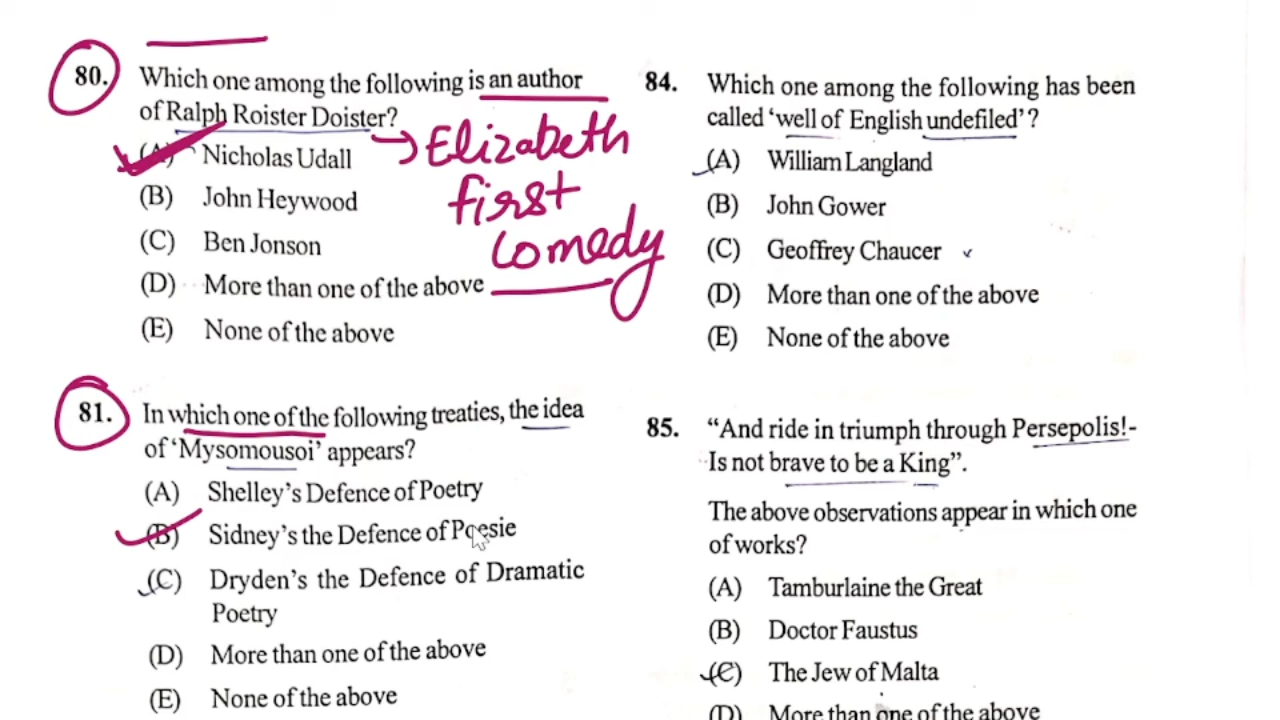 80. Which one among the following is an author
of Ralph Roister Doister?
(A) Nicholas Udall
(B) John Heywood
(C) Ben Jonson
(D) More than one of the above
(E) None of the above
→ Elizabeth
first
comedy
81. In which one of the following treaties, the idea
of ‘Mysomousoi’ appears?
(A) Shelley’s Defence of Poetry
(B) Sidney’s the Defence of Poesie
(C) Dryden’s the Defence of Dramatic
Poetry
(D) More than one of the above
(E) None of the above
84. Which one among the following has been
called ‘well of English undefiled’?
(A) William Langland
(B) John Gower
(C) Geoffrey Chaucer
(D) More than one of the above
(E) None of the above
85. “And ride in triumph through Persepolis!-
Is not brave to be a King”.
The above observations appear in which one
of works?
(A) Tamburlaine the Great
(B) Doctor Faustus
(C) The Jew of Malta
(D) More than one of the above